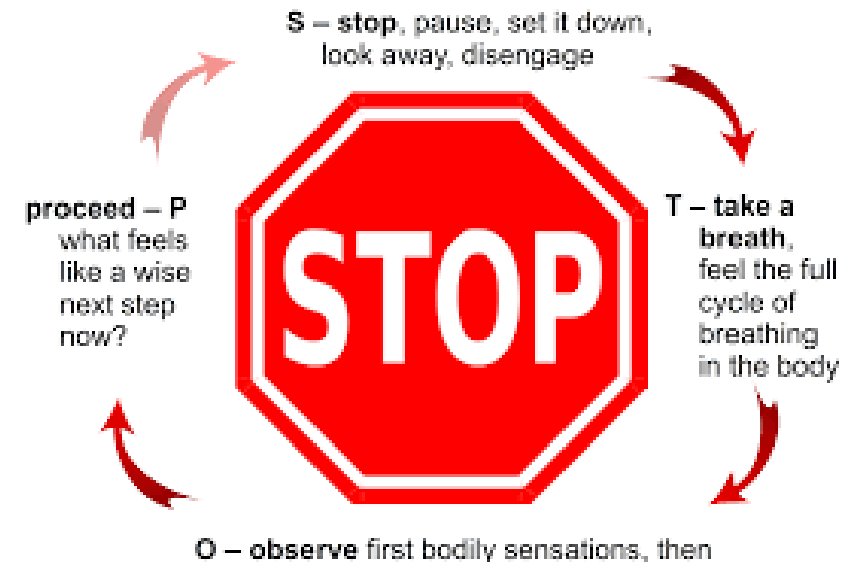 S – stop, pause, set it down,
look away, disengage
T – take a
breath,
feel the full
cycle of
breathing
in the body
O – observe first bodily sensations, then
proceed – P
what feels
like a wise
next step
now?
STOP